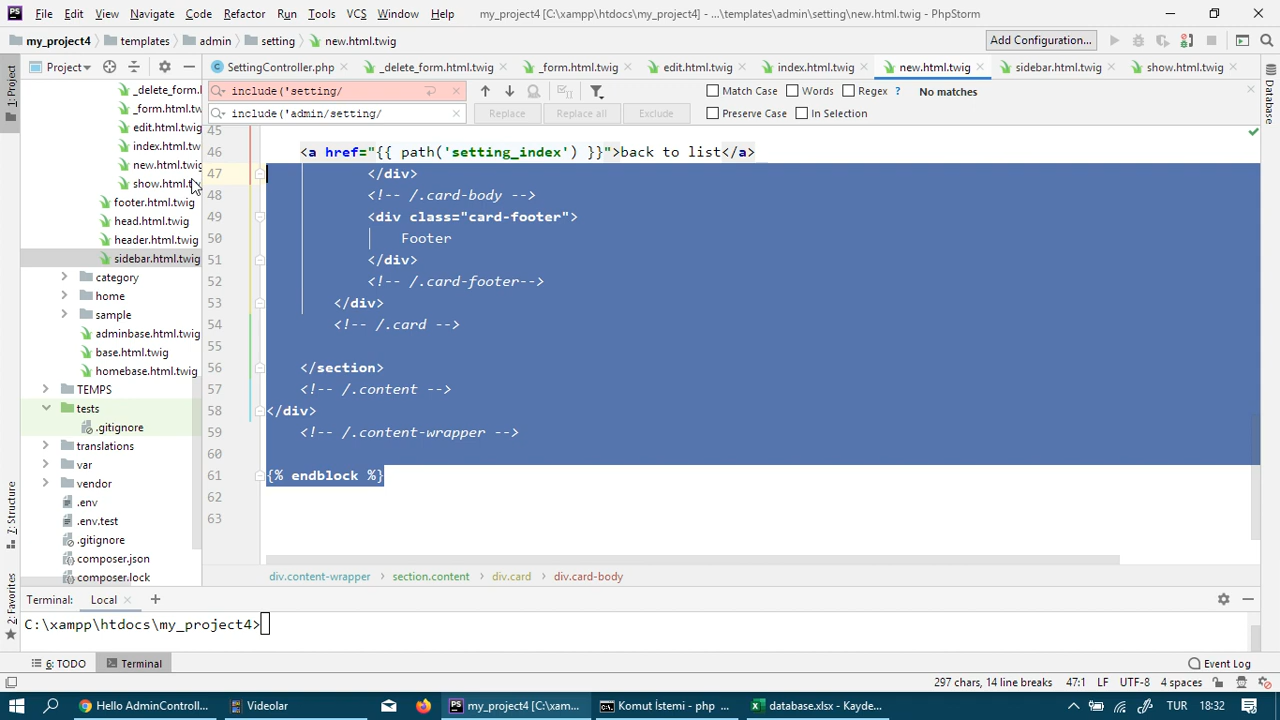 File Edit View Navigate Code Refactor Run Tools VCS Window Help my_project4 [C:\xampp\htdocs\my_project4] - ...\templates\admin\setting\new.html.twig - PhpStorm
my_project4 templates admin setting new.html.twig Add Configuration...
Project SettingController.php _delete_form.html.twig _form.html.twig edit.html.twig index.html.twig new.html.twig sidebar.html.twig show.html.twig
include('setting/ Match Case Words Regex ? No matches
include('admin/setting/ Replace Replace all Exclude Preserve Case In Selection
1: Project
Database
_delete_form.h
_form.html.twi
edit.html.twig
index.html.twi
new.html.twig
show.html.t
footer.html.twig
head.html.twig
header.html.twig
sidebar.html.twig
category
home
sample
adminbase.html.twig
base.html.twig
homebase.html.twig
TEMPS
tests
.gitignore
translations
var
vendor
.env
.env.test
.gitignore
composer.json
composer.lock
45
46 <a href="{{ path('setting_index') }}">back to list</a>
47 </div>
48 <!-- /.card-body -->
49 <div class="card-footer">
50 Footer
51 </div>
52 <!-- /.card-footer-->
53 </div>
54 <!-- /.card -->
55
56 </section>
57 <!-- /.content -->
58 </div>
59 <!-- /.content-wrapper -->
60
61 {% endblock %}
62
63
div.content-wrapper section.content div.card div.card-body
Z: Structure
2: Favorites
Terminal: Local
C:\xampp\htdocs\my_project4>
6: TODO Terminal Event Log
297 chars, 14 line breaks 47:1 LF UTF-8 4 spaces
Hello AdminControll... Videolar my_project4 [C:\xam... Komut İstemi - php ... database.xlsx - Kayde... TUR 18:32